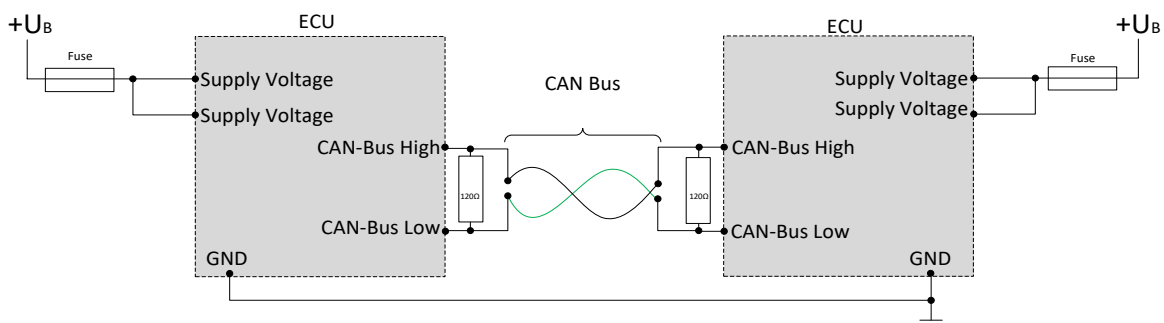 ECU
ECU
+UB
+UB
Fuse
Fuse
Supply Voltage
Supply Voltage
CAN Bus
Supply Voltage
Supply Voltage
CAN-Bus High
CAN-Bus High
120Ω
120Ω
CAN-Bus Low
CAN-Bus Low
GND
GND